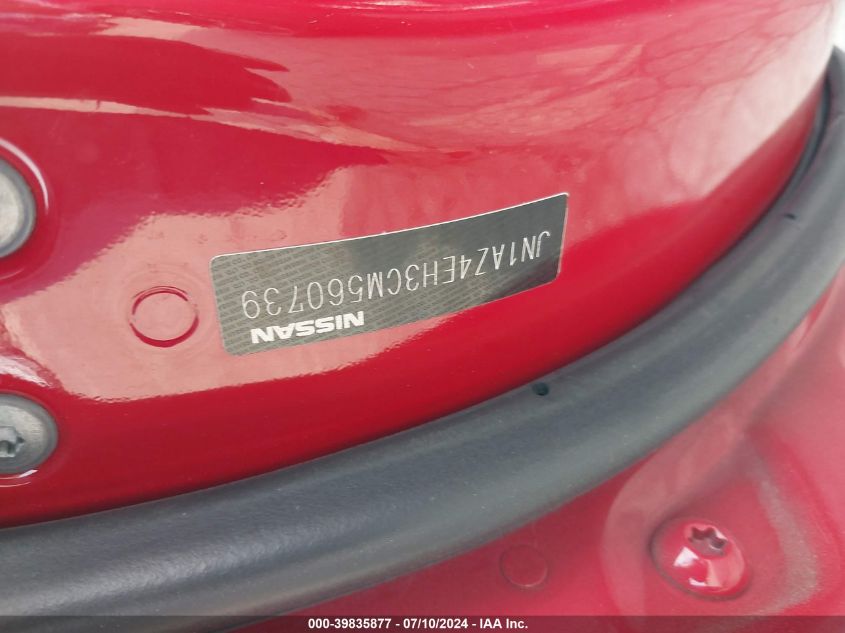 NISSAN
JN1AZ4EH3CM560739
000-39835877 / 07/10/2024 - IAA Inc.